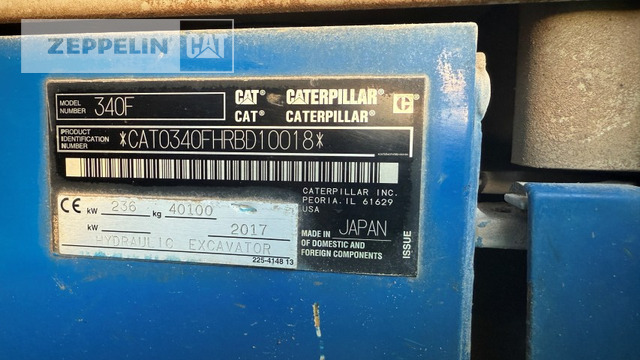 ZEPPELIN CAT
MODEL NUMBER 340F
CAT® CATERPILLAR® C
CAT® CATERPILLAR®
PRODUCT IDENTIFICATION NUMBER *CAT0340FHRBD10018*
CATERPILLAR INC.
PEORIA, IL 61629
USA
CE kW 236 kg 40100
kW 2017
HYDRAULIC EXCAVATOR
MADE IN JAPAN
OF DOMESTIC AND
FOREIGN COMPONENTS
ISSUE
225-4148 13